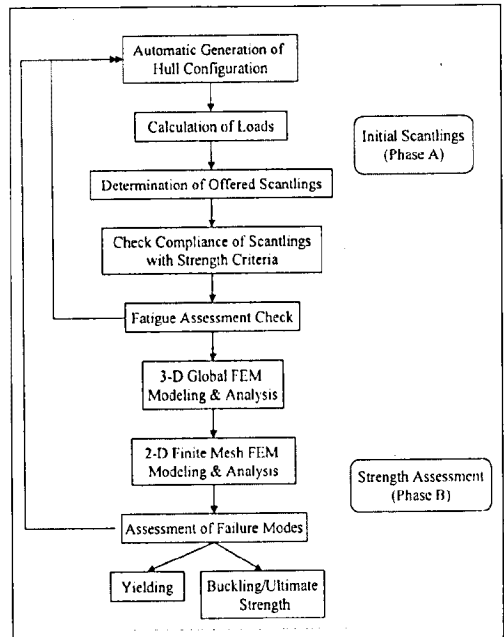 Automatic Generation of
Hull Configuration
Calculation of Loads
Initial Scantlings
(Phase A)
Determination of Offered Scantlings
Check Compliance of Scantlings
with Strength Criteria
Fatigue Assessment Check
3-D Global FEM
Modeling & Analysis
2-D Finite Mesh FEM
Modeling & Analysis
Strength Assessment
(Phase B)
Assessment of Failure Modes
Yielding
Buckling/Ultimate
Strength